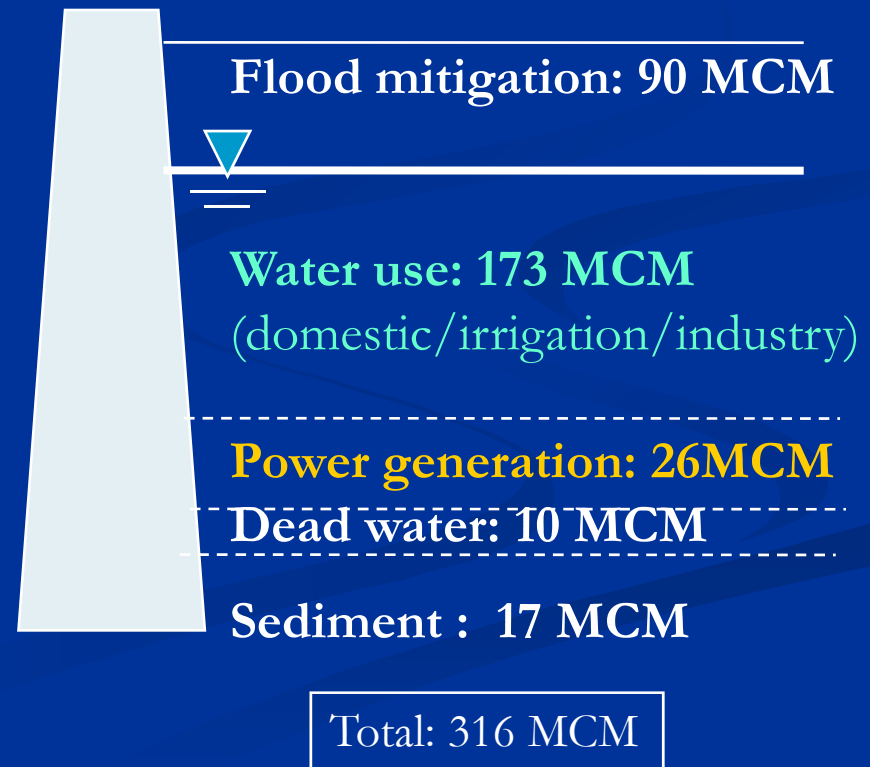 Flood mitigation: 90 MCM
Water use: 173 MCM
(domestic/irrigation/industry)
Power generation: 26MCM
Dead water: 10 MCM
Sediment :  17 MCM
Total: 316 MCM